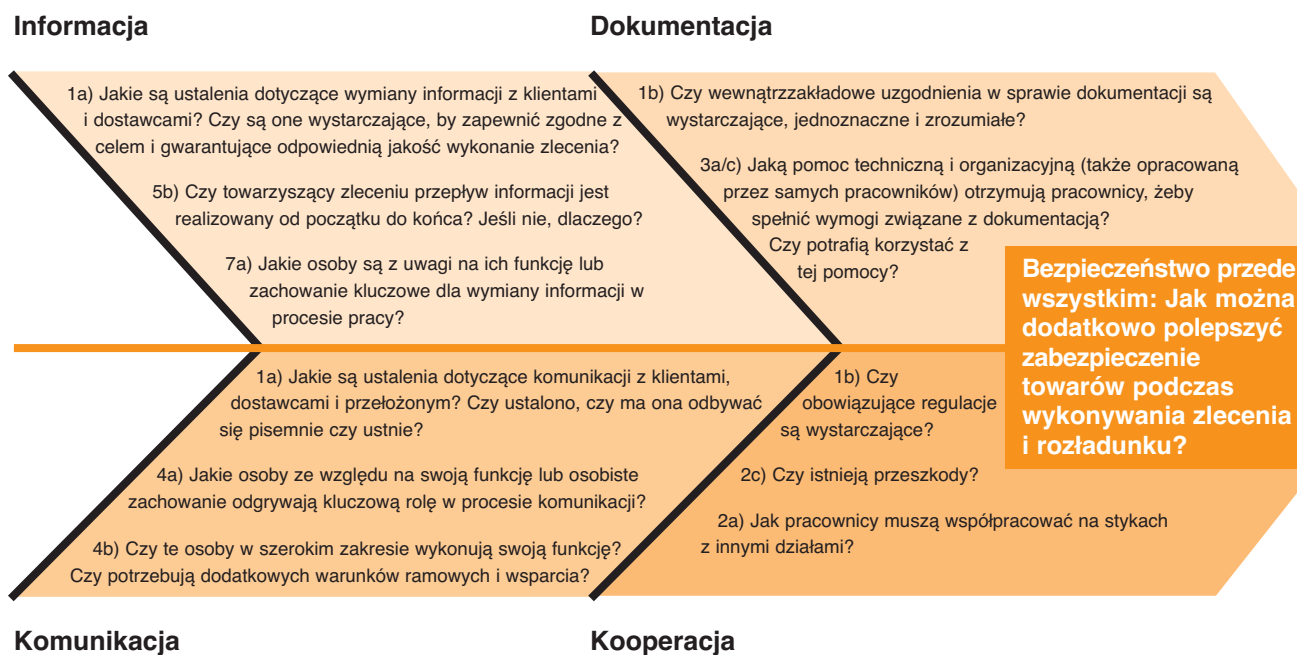 Informacja
1a) Jakie są ustalenia dotyczące wymiany informacji z klientami
i dostawcami? Czy są one wystarczające, by zapewnić zgodne z
celem i gwarantujące odpowiednią jakość wykonanie zlecenia?
5b) Czy towarzyszący zleceniu przepływ informacji jest
realizowany od początku do końca? Jeśli nie, dlaczego?
7a) Jakie osoby są z uwagi na ich funkcję lub
zachowanie kluczowe dla wymiany informacji w
procesie pracy?
Dokumentacja
1b) Czy wewnątrzzakładowe uzgodnienia w sprawie dokumentacji są
wystarczające, jednoznaczne i zrozumiałe?
3a/c) Jaką pomoc techniczną i organizacyjną (także opracowaną
przez samych pracowników) otrzymują pracownicy, żeby
spełnić wymogi związane z dokumentacją?
Czy potrafią korzystać z
tej pomocy?
Bezpieczeństwo przede
wszystkim: Jak można
dodatkowo polepszyć
zabezpieczenie
towarów podczas
wykonywania zlecenia
i rozładunku?
1a) Jakie są ustalenia dotyczące komunikacji z klientami,
dostawcami i przełożonym? Czy ustalono, czy ma ona odbywać
się pisemnie czy ustnie?
4a) Jakie osoby ze względu na swoją funkcję lub osobiste
zachowanie odgrywają kluczową rolę w procesie komunikacji?
4b) Czy te osoby w szerokim zakresie wykonują swoją funkcję?
Czy potrzebują dodatkowych warunków ramowych i wsparcia?
Komunikacja
1b) Czy
obowiązujące regulacje
są wystarczające?
2c) Czy istnieją przeszkody?
2a) Jak pracownicy muszą współpracować na stykach
z innymi działami?
Kooperacja